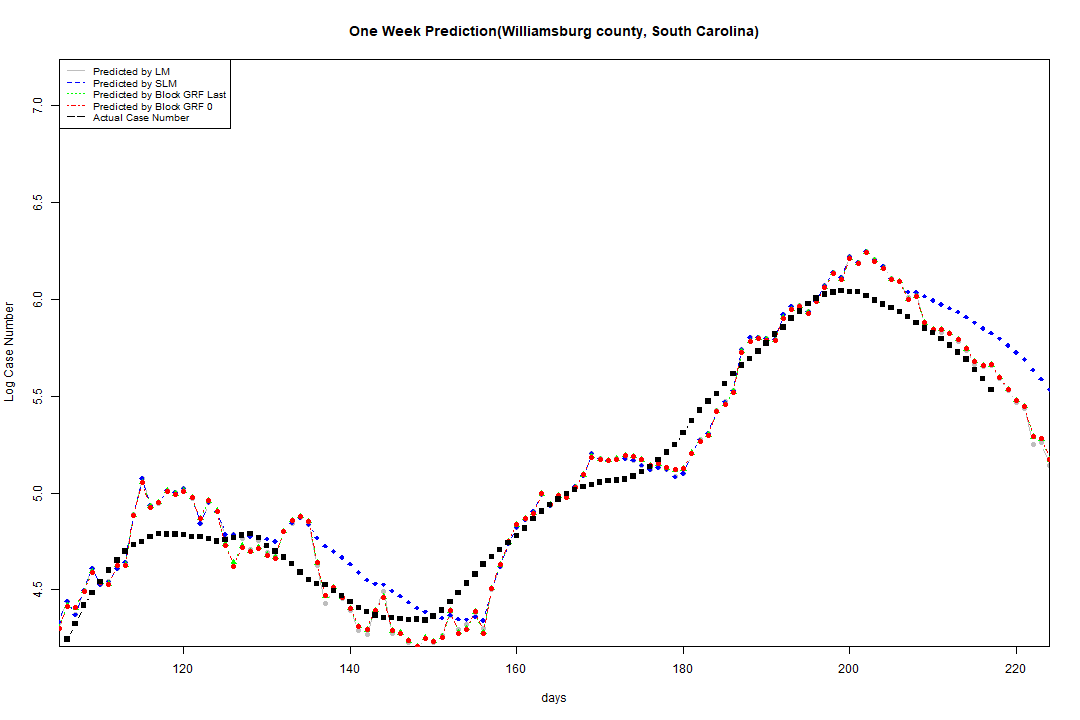 One Week Prediction(Williamsburg county, South Carolina)
Predicted by LM
Predicted by SLM
Predicted by Block GRF Last
Predicted by Block GRF 0
Actual Case Number
7.0
6.5
6.0
5.5
5.0
4.5
Log Case Number
120 140 160 180 200 220
days